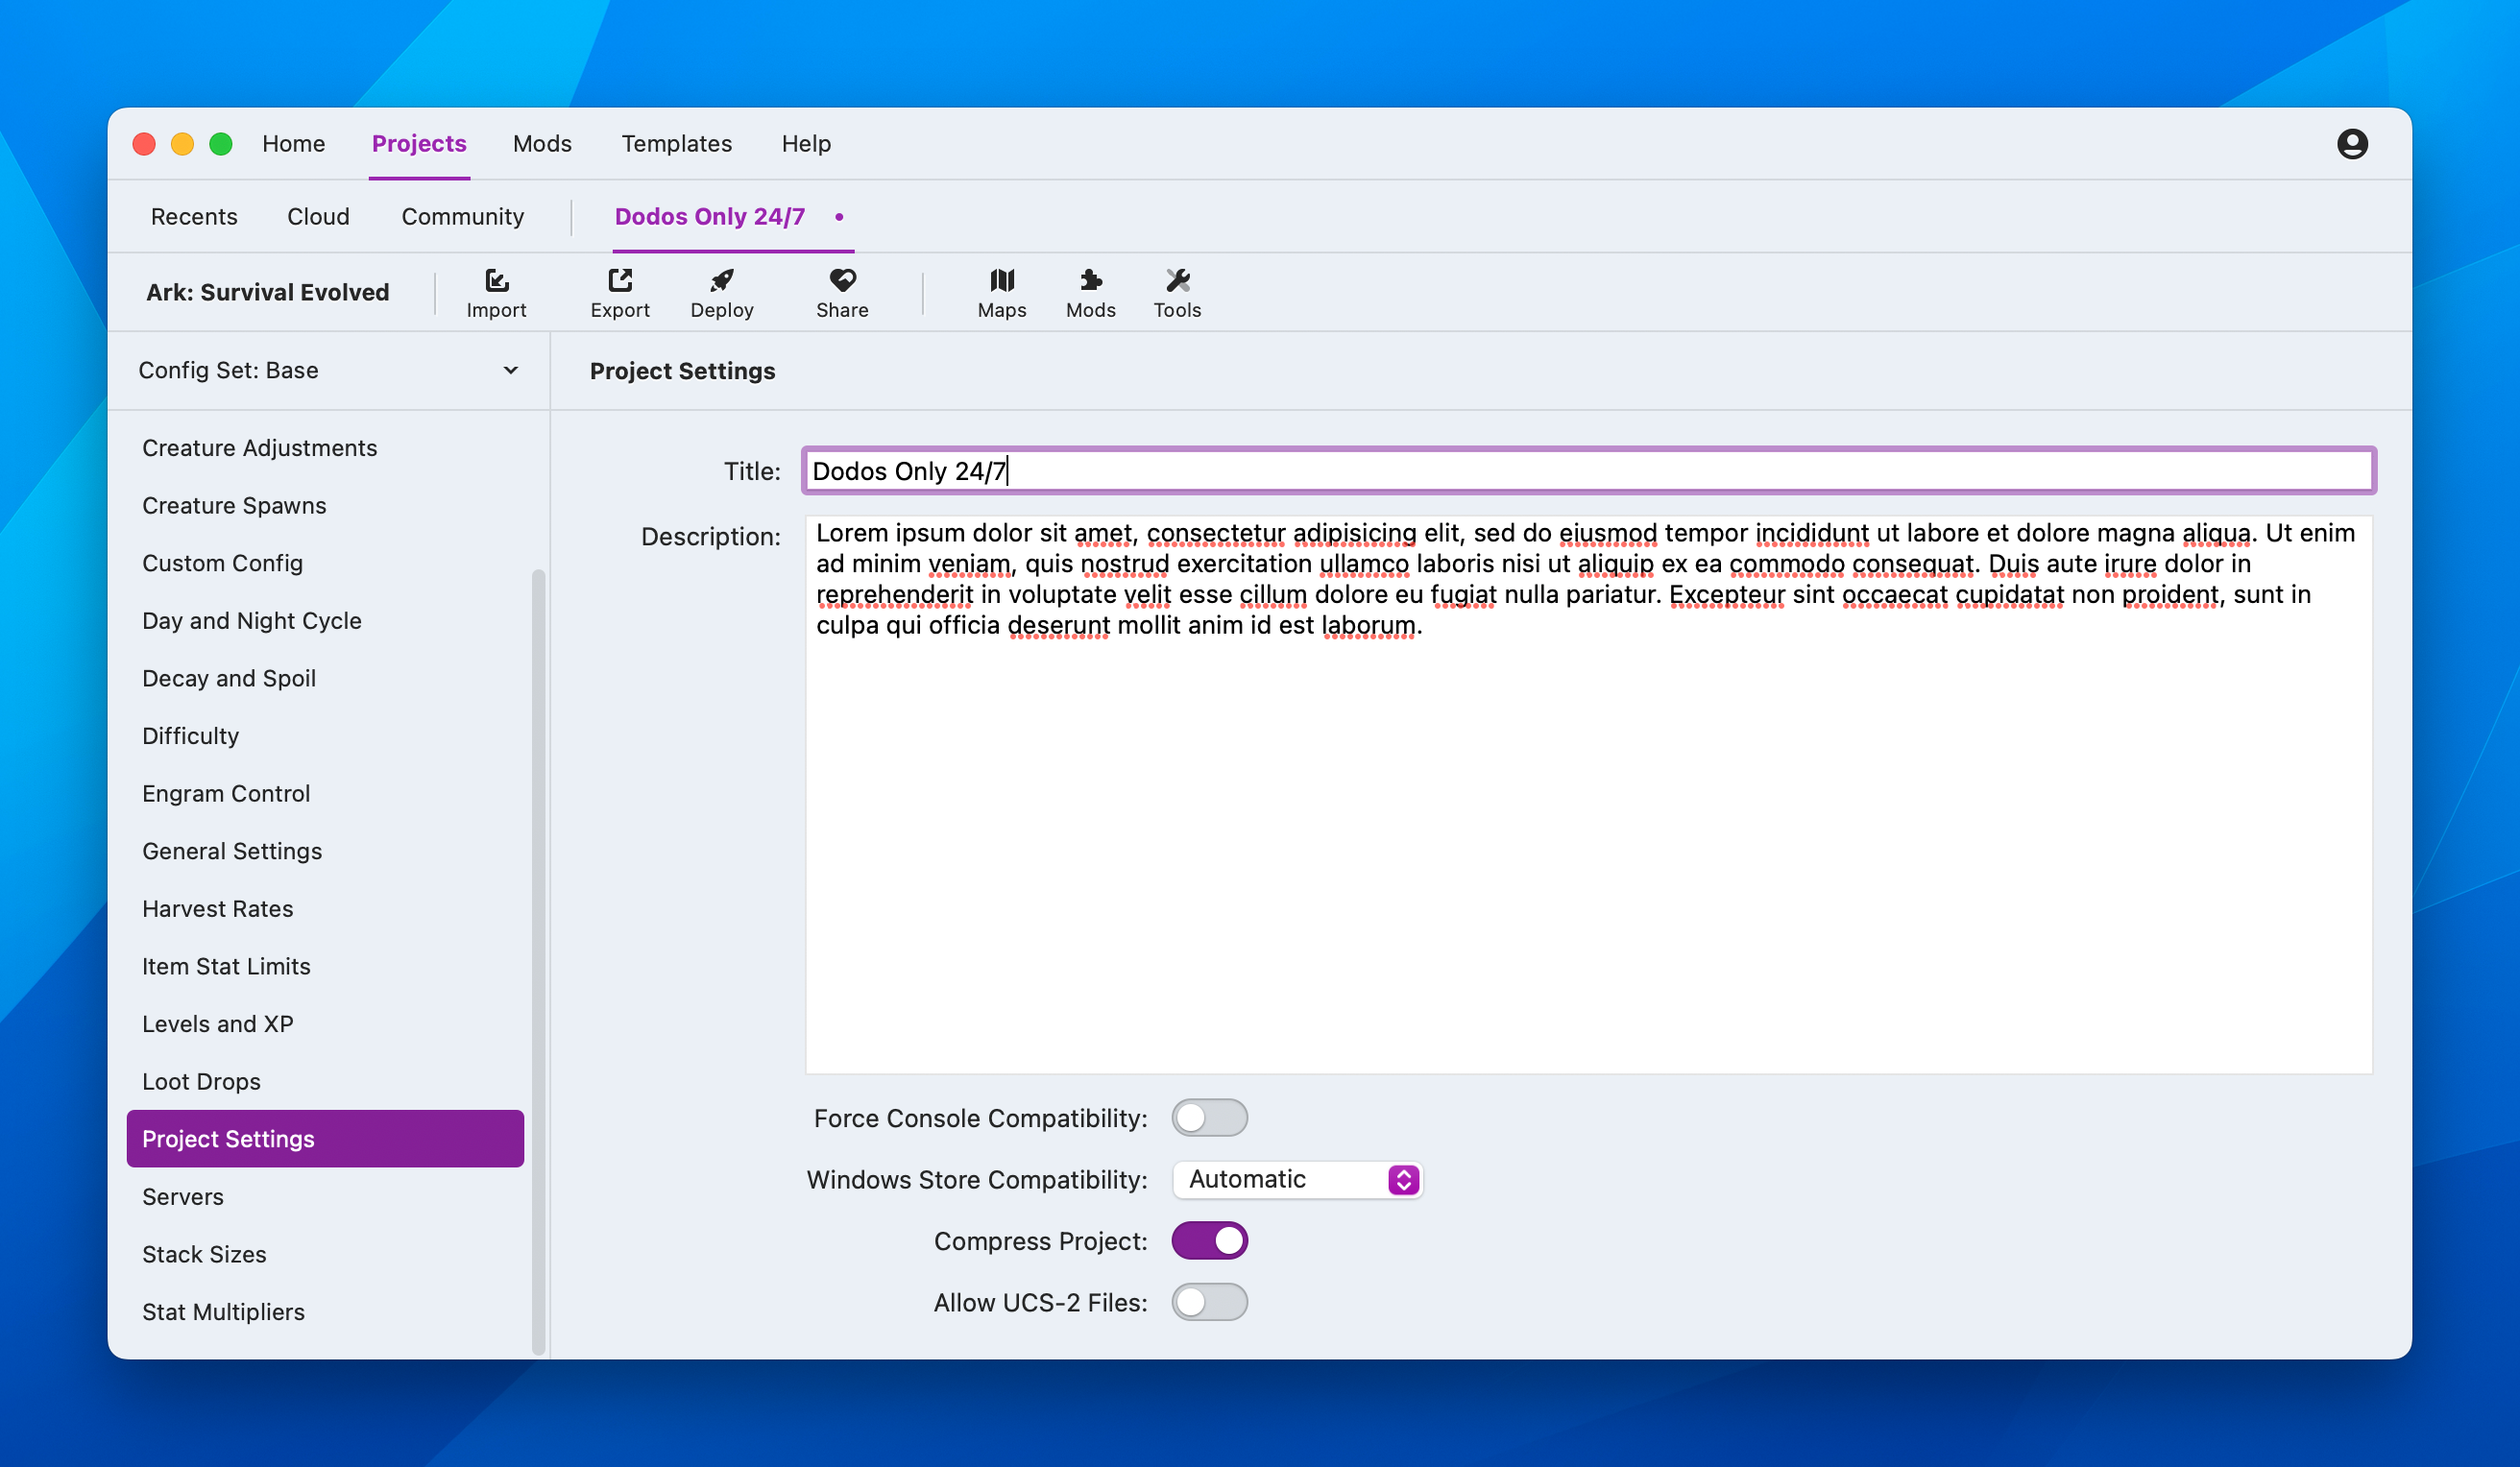 Home Projects Mods Templates Help
Recents Cloud Community Dodos Only 24/7 •
Ark: Survival Evolved Import Export Deploy Share Maps Mods Tools
Config Set: Base
Project Settings
Creature Adjustments
Creature Spawns
Custom Config
Day and Night Cycle
Decay and Spoil
Difficulty
Engram Control
General Settings
Harvest Rates
Item Stat Limits
Levels and XP
Loot Drops
Project Settings
Servers
Stack Sizes
Stat Multipliers
Title: Dodos Only 24/7
Description: Lorem ipsum dolor sit amet, consectetur adipisicing elit, sed do eiusmod tempor incididunt ut labore et dolore magna aliqua. Ut enim
ad minim veniam, quis nostrud exercitation ullamco laboris nisi ut aliquip ex ea commodo consequat. Duis aute irure dolor in
reprehenderit in voluptate velit esse cillum dolore eu fugiat nulla pariatur. Excepteur sint occaecat cupidatat non proident, sunt in
culpa qui officia deserunt mollit anim id est laborum.
Force Console Compatibility:
Windows Store Compatibility: Automatic
Compress Project:
Allow UCS-2 Files: